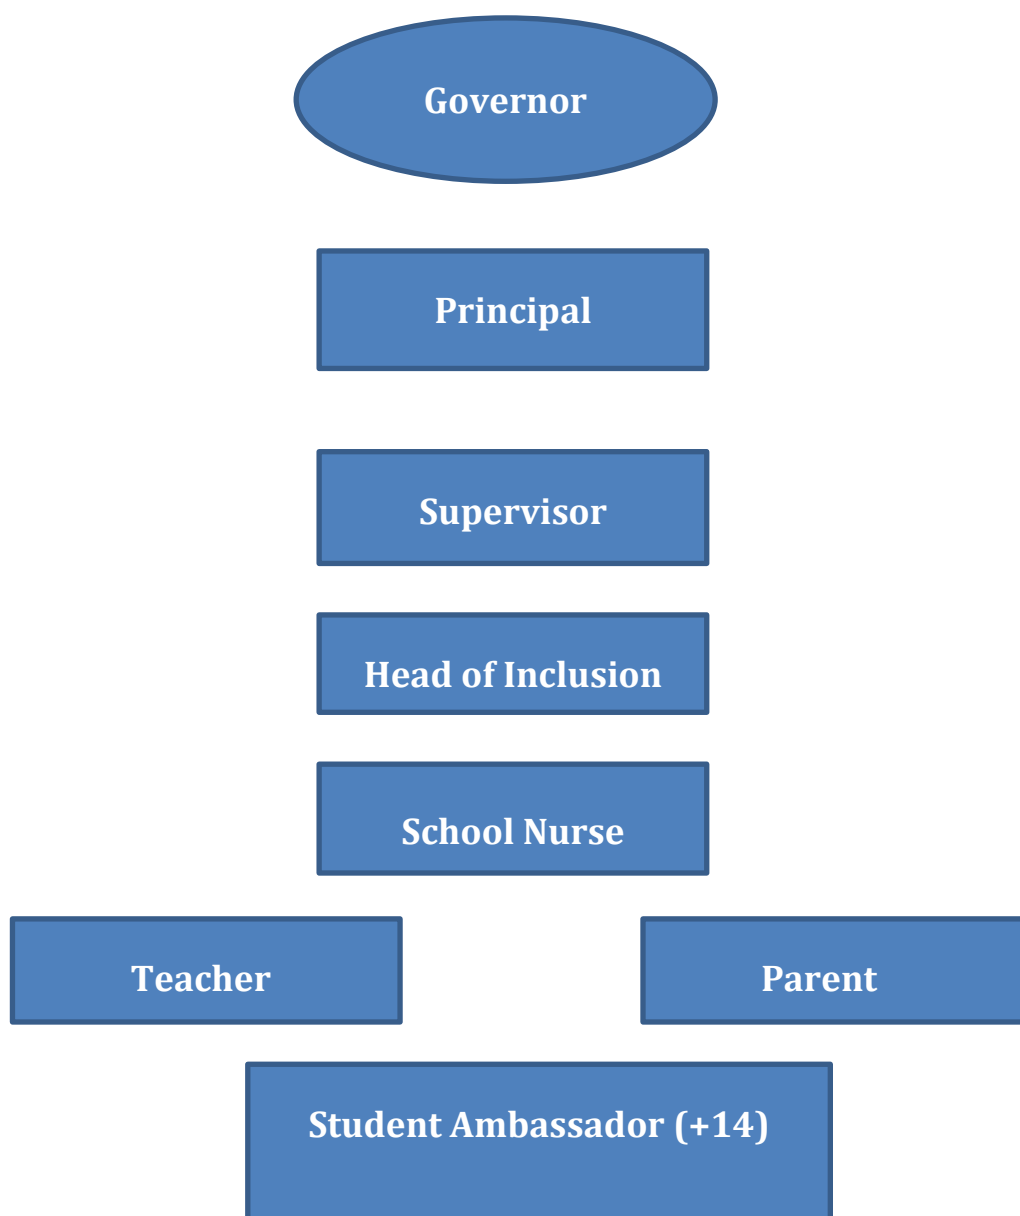 Governor
Principal
Supervisor
Head of Inclusion
School Nurse
Teacher
Parent
Student Ambassador (+14)